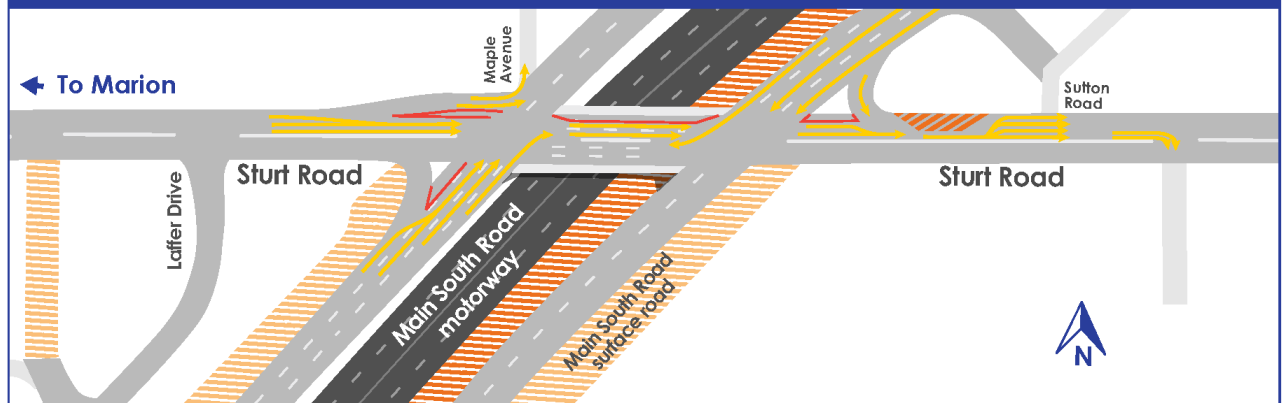 Maple
Avenue
To Marion
Sutton
Road
Sturt Road
Sturt Road
Laffer Drive
Main South Road
motorway
Main South Road
surface road
N